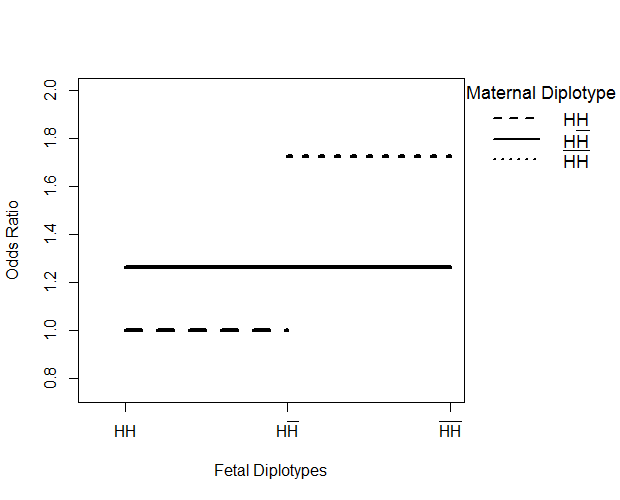 Maternal Diplotype
HH
HH̅
H̅H̅
Odds Ratio
2.0
1.8
1.6
1.4
1.2
1.0
0.8
HH
HH̅
H̅H̅
Fetal Diplotypes